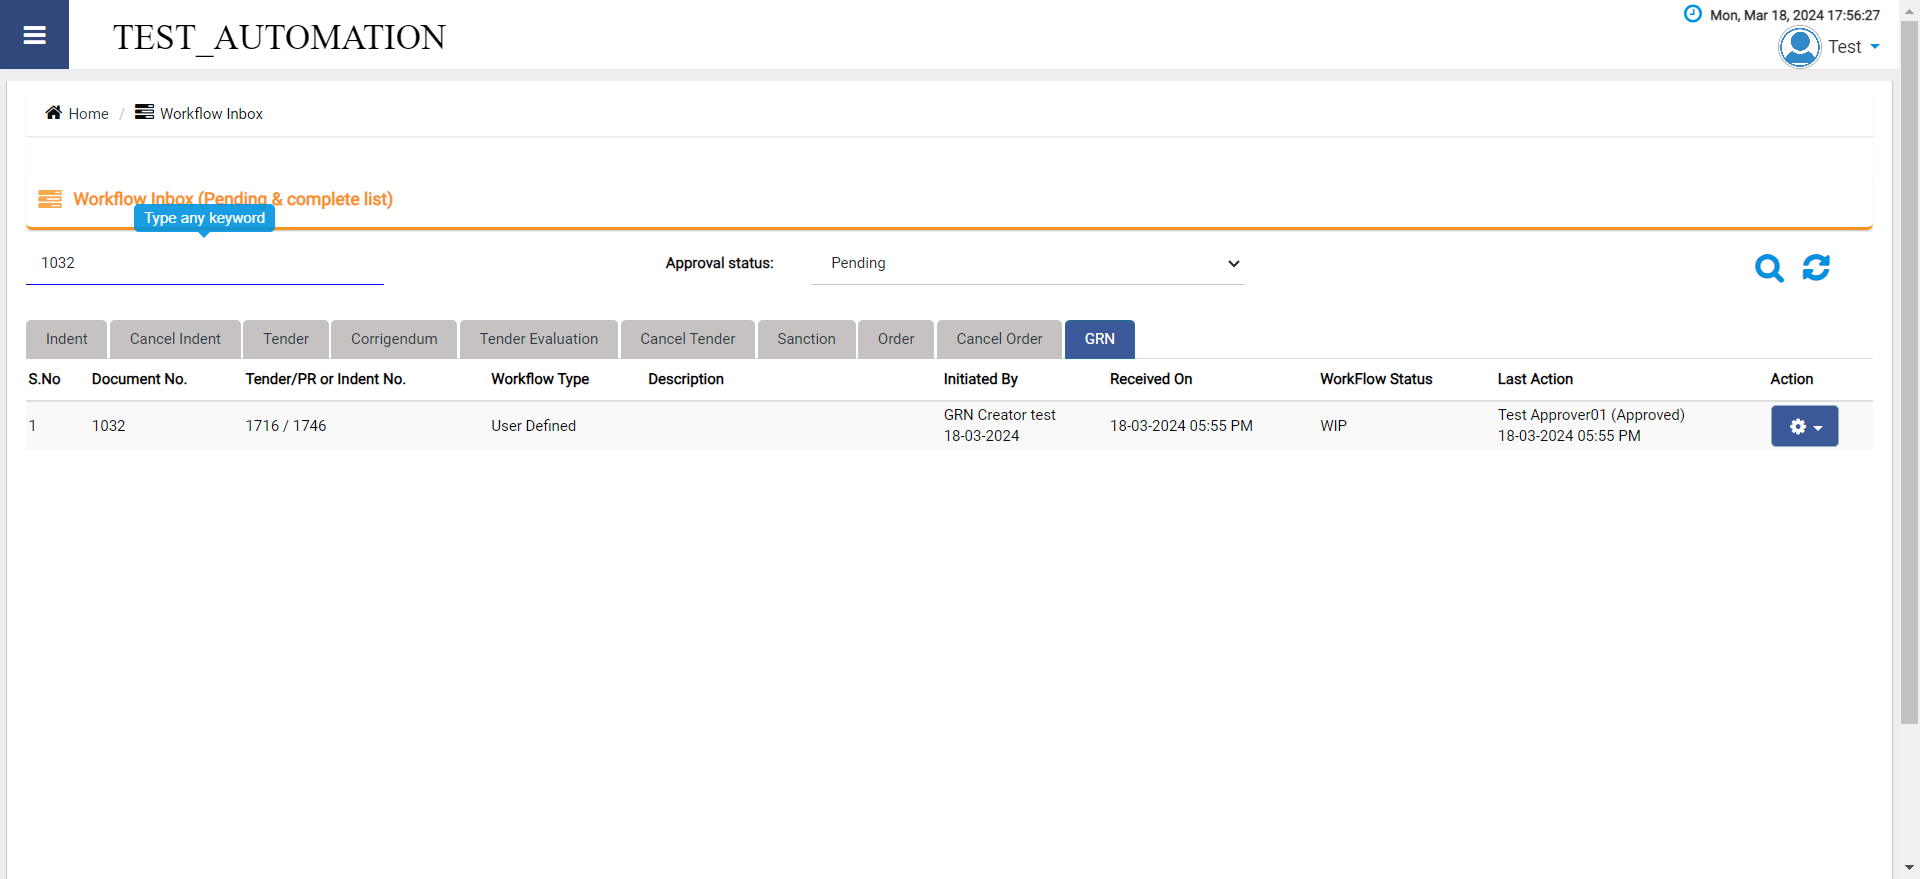 TEST_AUTOMATION
Mon, Mar 18, 2024 17:56:27
Test
Home / Workflow Inbox
Workflow Inbox (Pending & complete list)
Type any keyword
1032
Approval status:
Pending
Indent
Cancel Indent
Tender
Corrigendum
Tender Evaluation
Cancel Tender
Sanction
Order
Cancel Order
GRN
S.No
Document No.
Tender/PR or Indent No.
Workflow Type
Description
Initiated By
Received On
WorkFlow Status
Last Action
Action
1
1032
1716 / 1746
User Defined
GRN Creator test
18-03-2024
18-03-2024 05:55 PM
WIP
Test Approver01 (Approved)
18-03-2024 05:55 PM